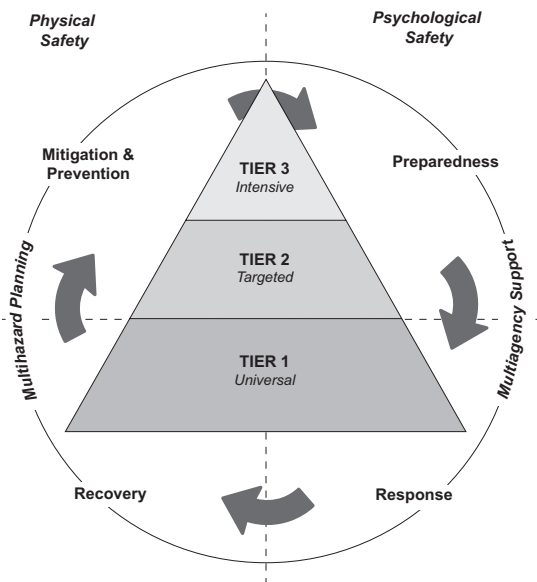 Physical
Safety
Psychological
Safety
Mitigation &
Prevention
Preparedness
TIER 3
Intensive
TIER 2
Targeted
Multihazard Planning
Multiagency Support
TIER 1
Universal
Recovery
Response